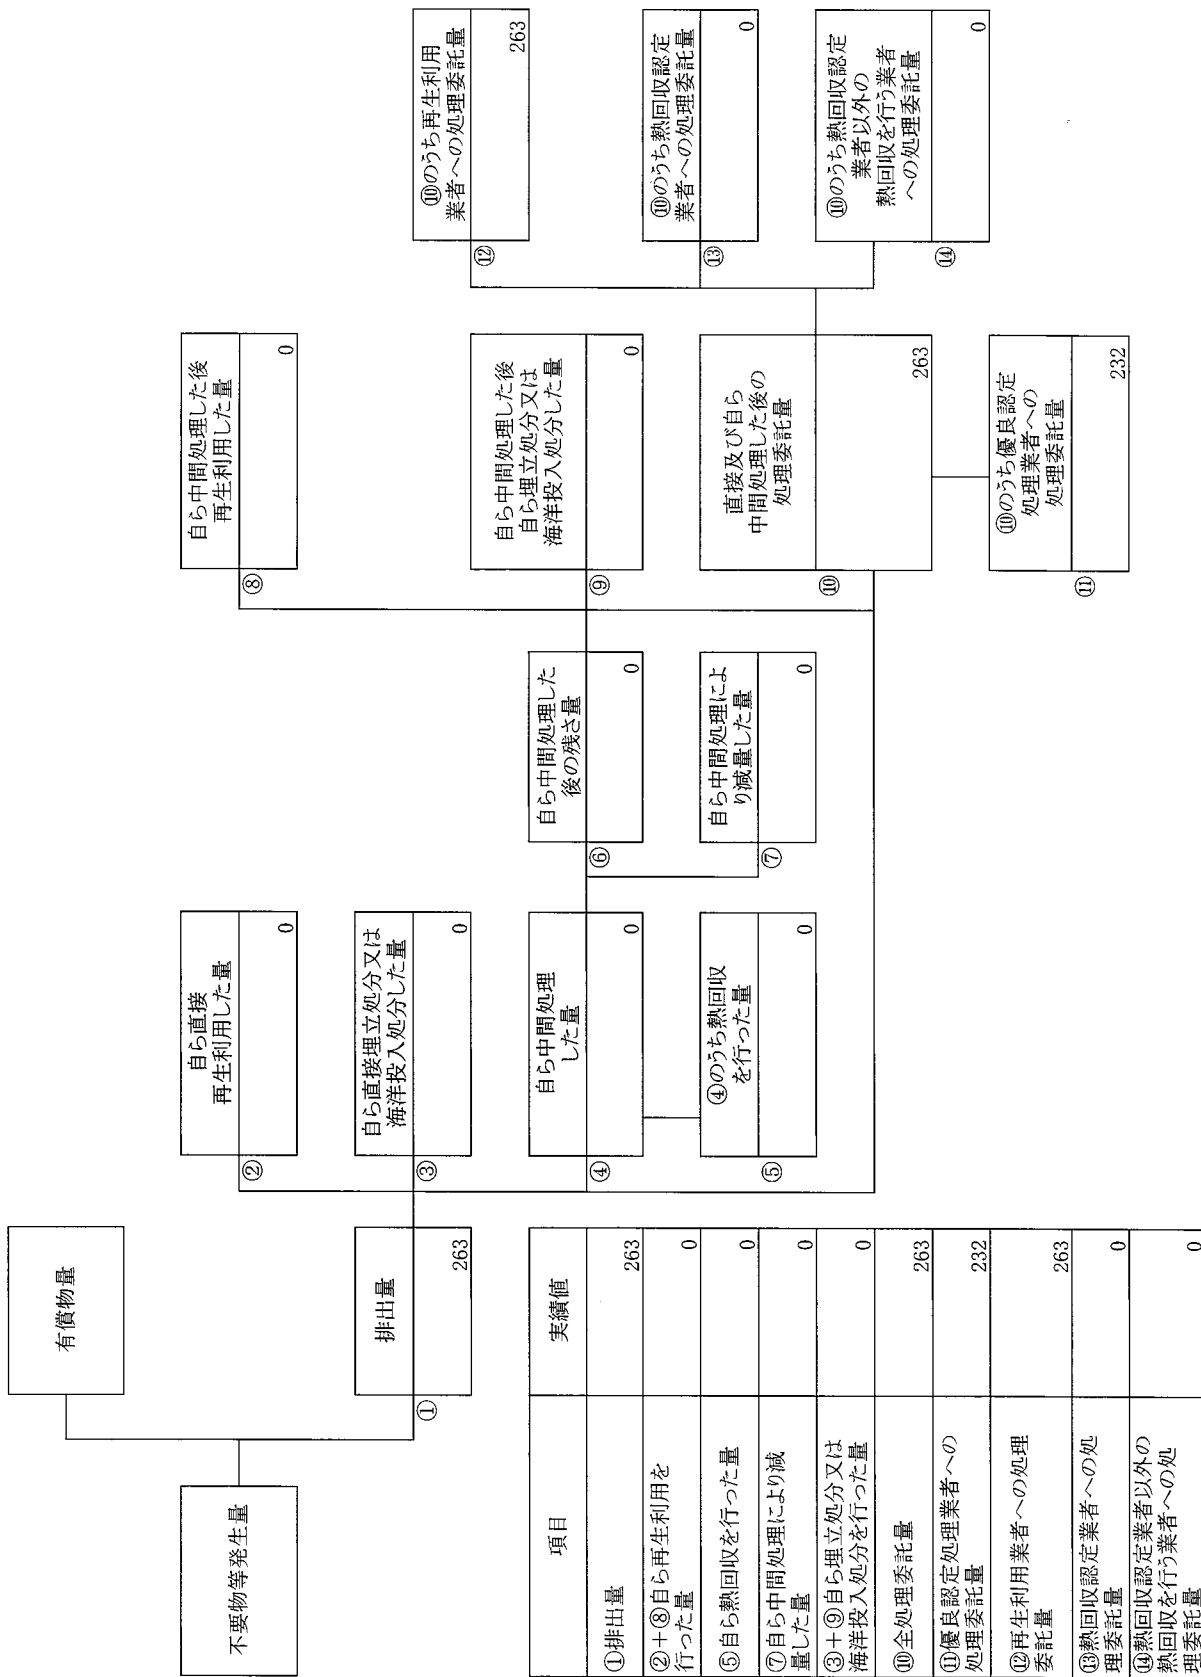 不要物等発生量
有償物量
①
排出量
263
②
自ら直接
再生利用した量
0
③
自ら直接埋立処分又は
海洋投入処分した量
0
④
自ら中間処理
した量
0
⑤
④のうち熱回収
を行った量
0
⑥
自ら中間処理した
後の残さ量
0
⑦
自ら中間処理によ
り減量した量
0
⑧
自ら中間処理した後
再生利用した量
0
⑨
自ら中間処理した後
自ら埋立処分又は
海洋投入処分した量
0
⑩
直接及び自ら
中間処理した後の
処理委託量
263
⑪
⑩のうち優良認定
処理業者への
処理委託量
232
⑫
⑩のうち再生利用
業者への処理委託量
263
⑬
⑩のうち熱回収認定
業者への処理委託量
0
⑭
⑩のうち熱回収認定
業者以外の
熱回収を行う業者
への処理委託量
0
項目 実績値
①排出量 263
②+⑧自ら再生利用を
行った量 0
⑤自ら熱回収を行った量 0
⑦自ら中間処理により減
量した量 0
③+⑨自ら埋立処分又は
海洋投入処分を行った量 0
⑩全処理委託量 263
⑪優良認定処理業者への
処理委託量 232
⑫再生利用業者への処理
委託量 263
⑬熱回収認定業者への処
理委託量 0
⑭熱回収認定業者以外の
熱回収を行う業者への処
理委託量 0